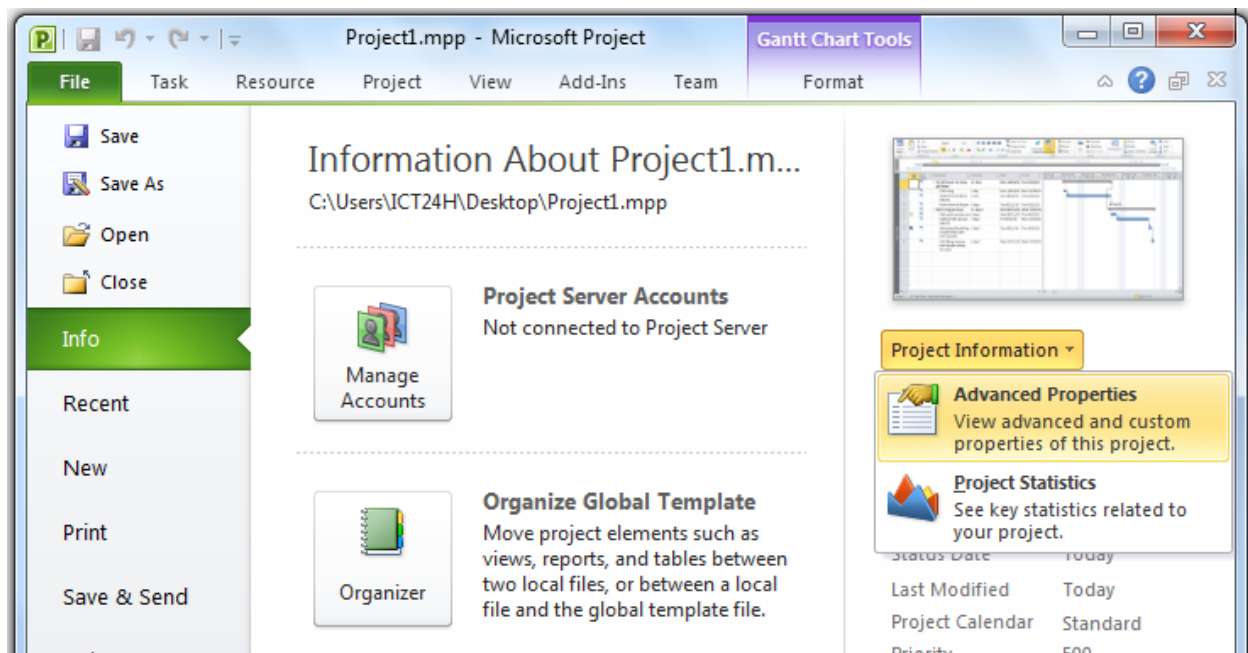 Project1.mpp - Microsoft Project
Gantt Chart Tools
File Task Resource Project View Add-Ins Team Format
Save
Save As
Open
Close
Info
Recent
New
Print
Save & Send
Information About Project1.m...
C:\Users\ICT24H\Desktop\Project1.mpp
Manage
Accounts
Project Server Accounts
Not connected to Project Server
Organizer
Organize Global Template
Move project elements such as
views, reports, and tables between
two local files, or between a local
file and the global template file.
Project Information
Advanced Properties
View advanced and custom
properties of this project.
Project Statistics
See key statistics related to
your project.
Status Date Today
Last Modified Today
Project Calendar Standard
Priority 500